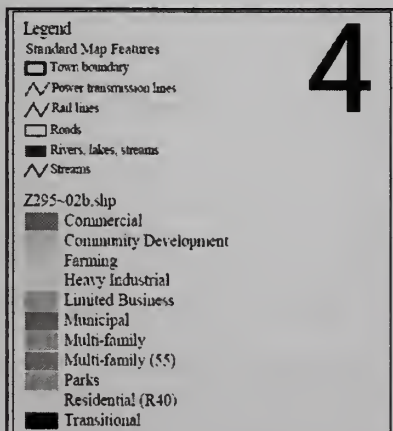 Legend
4
Standard Map Features
Town boundary
Power transmission lines
Rail lines
Roads
Rivers, lakes, streams
Streams
Z295-02b.shp
Commercial
Community Development
Farming
Heavy Industrial
Limited Business
Municipal
Multi-family
Multi-family (55)
Parks
Residential (R40)
Transitional